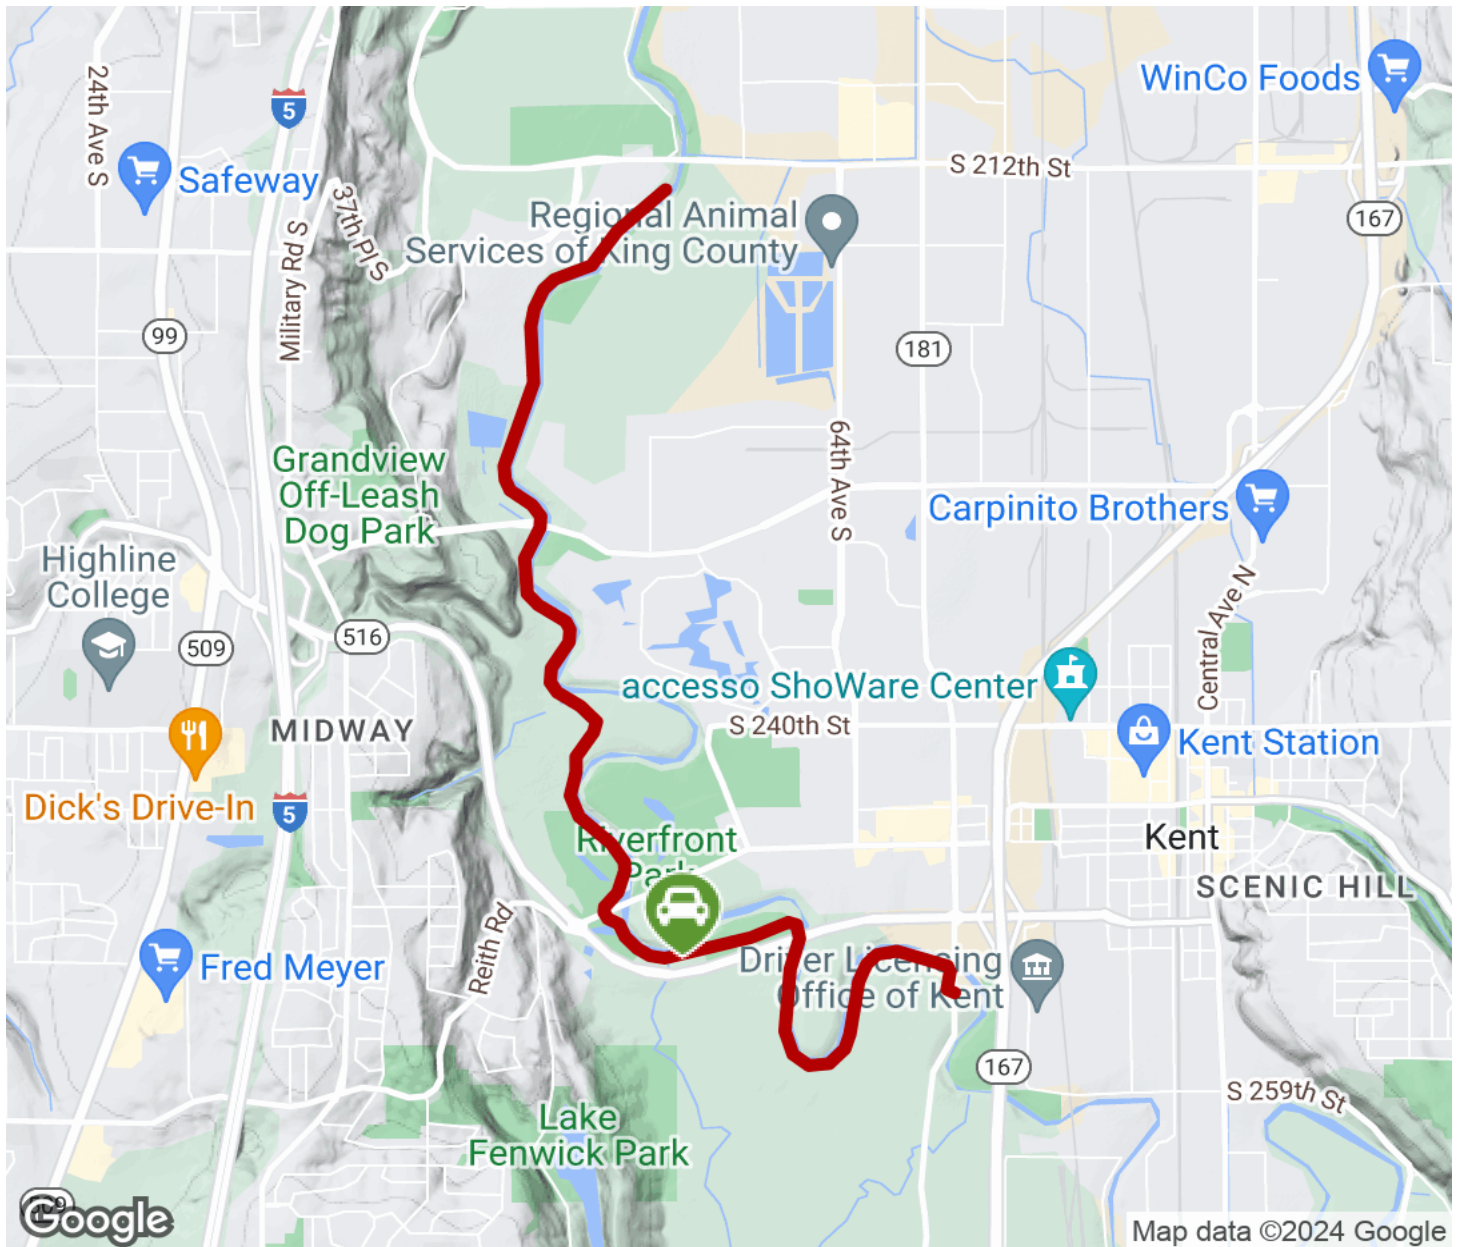 WinCo Foods
24th Ave S
5
S 212th St
Safeway
37th Pl S
Regional Animal
Services of King County
167
Military Rd S
99
181
Grandview
Off-Leash
Dog Park
64th Ave S
Carpinito Brothers
Highline
College
Central Ave N
516
509
accesso ShoWare Center
S 240th St
MIDWAY
Kent Station
Dick's Drive-In
5
Riverfront
Park
Kent
SCENIC HILL
Reith Rd
Fred Meyer
Driver Licensing
Office of Kent
167
S 259th St
Lake
Fenwick Park
509
Google
Map data ©2024 Google